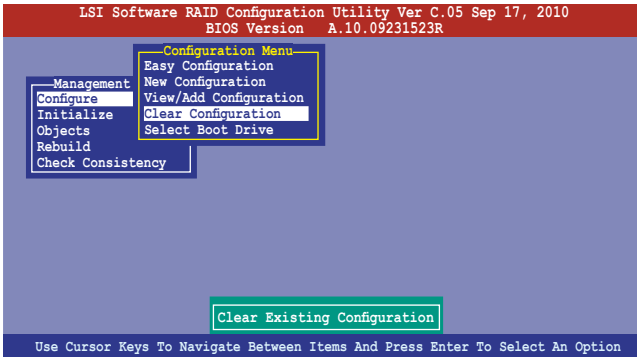 LSI Software RAID Configuration Utility Ver C.05 Sep 17, 2010
BIOS Version A.10.09231523R
Configuration Menu
Easy Configuration
New Configuration
View/Add Configuration
Clear Configuration
Select Boot Drive
Management
Configure
Initialize
Objects
Rebuild
Check Consistency
Clear Existing Configuration
Use Cursor Keys To Navigate Between Items And Press Enter To Select An Option